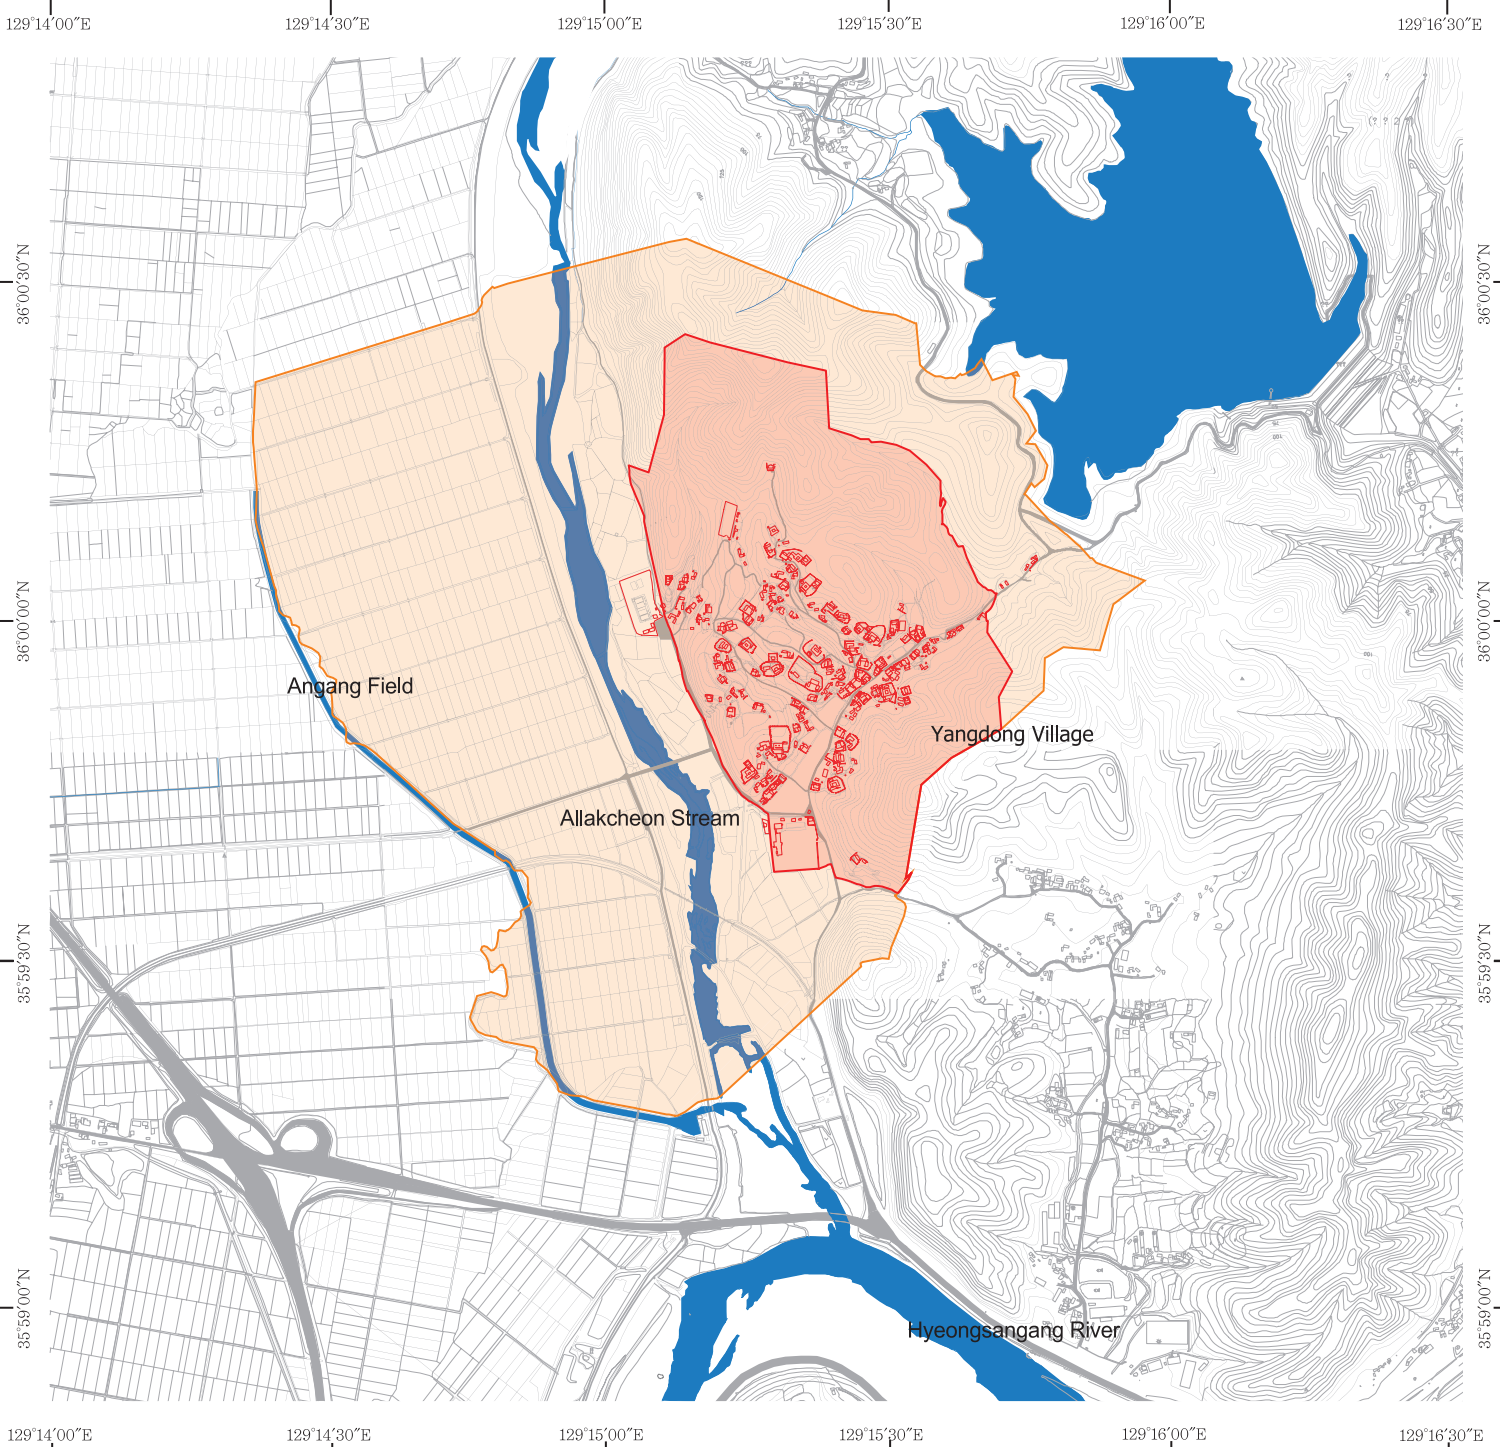 129°14′00″E
129°14′30″E
129°15′00″E
129°15′30″E
129°16′00″E
129°16′30″E
36°00′30″N
36°00′30″N
36°00′00″N
36°00′00″N
Angang Field
Yangdong Village
Allakcheon Stream
35°59′30″N
35°59′30″N
35°59′00″N
35°59′00″N
Hyeongsangang River
129°14′00″E
129°14′30″E
129°15′00″E
129°15′30″E
129°16′00″E
129°16′30″E